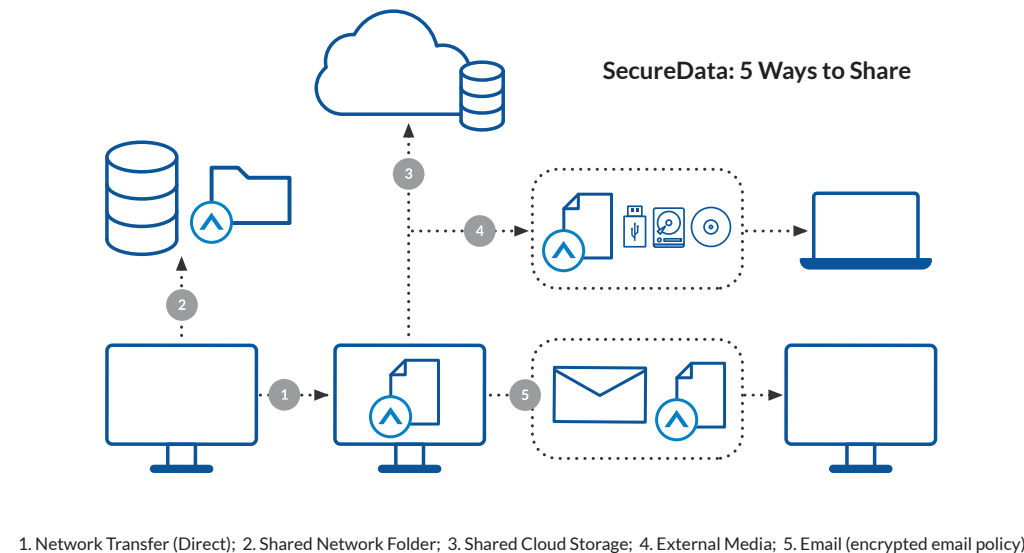 SecureData: 5 Ways to Share
3
4
2
1
5
1. Network Transfer (Direct); 2. Shared Network Folder; 3. Shared Cloud Storage; 4. External Media; 5. Email (encrypted email policy)